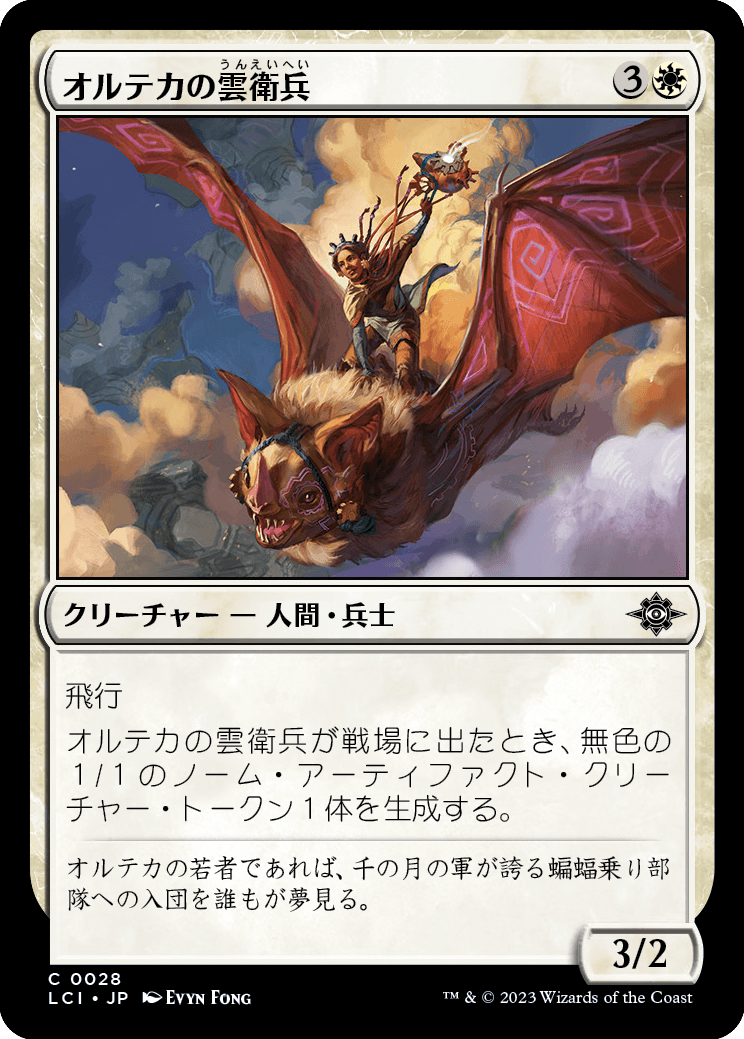 うんえいへい
オルテカの雲衛兵 3
クリーチャー — 人間・兵士
飛行
オルテカの雲衛兵が戦場に出たとき、無色の
1/1のノーム・アーティファクト・クリー
チャー・トークン1体を生成する。
オルテカの若者であれば、千の月の軍が誇る蝙蝠乗り部
隊への入団を誰もが夢見る。
3/2
C 0028
LCI • JP Evyn Fong ™ & © 2023 Wizards of the Coast